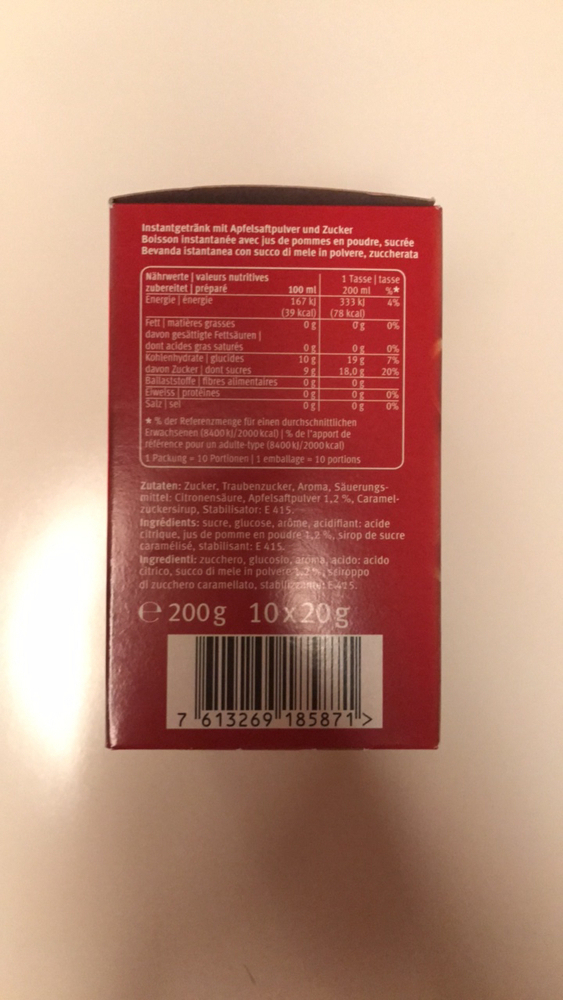 Instantgetränk mit Apfelsaftpulver und Zucker
Boisson instantanée avec jus de pommes en poudre, sucrée
Bevanda istantanea con succo di mele in polvere, zuccherata
Nährwerte | valeurs nutritives 1 Tasse | tasse
zubereitet | préparé 100 ml 200 ml %*
Energie | énergie 167 kJ 333 kJ 4%
(39 kcal) (78 kcal)
Fett | matières grasses 0 g 0 g 0%
davon gesättigte Fettsäuren |
dont acides gras saturés 0 g 0 g 0%
Kohlenhydrate | glucides 10 g 19 g 7%
davon Zucker | dont sucres 9 g 18,0 g 20%
Ballaststoffe | fibres alimentaires 0 g 0 g
Eiweiss | protéines 0 g 0 g 0%
Salz | sel 0 g 0 g 0%
* % der Referenzmenge für einen durchschnittlichen
Erwachsenen (8400 kJ/2000 kcal) | % de l'apport de
référence pour un adulte-type (8400 kJ/2000 kcal)
1 Packung = 10 Portionen | 1 emballage = 10 portions
Zutaten: Zucker, Traubenzucker, Aroma, Säuerungs-
mittel: Citronensäure, Apfelsaftpulver 1,2 %, Caramel-
zuckersirup, Stabilisator: E 415.
Ingrédients: sucre, glucose, arôme, acidifiant: acide
citrique, jus de pomme en poudre 1,2 %, sirop de sucre
caramélisé, stabilisant: E 415.
Ingredienti: zucchero, glucosio, aroma, acido: acido
citrico, succo di mele in polvere 1,2 %, sciroppo
di zucchero caramellato, stabilizzante: E 415.
℮ 200 g 10 x 20 g
7 613269 185871 >